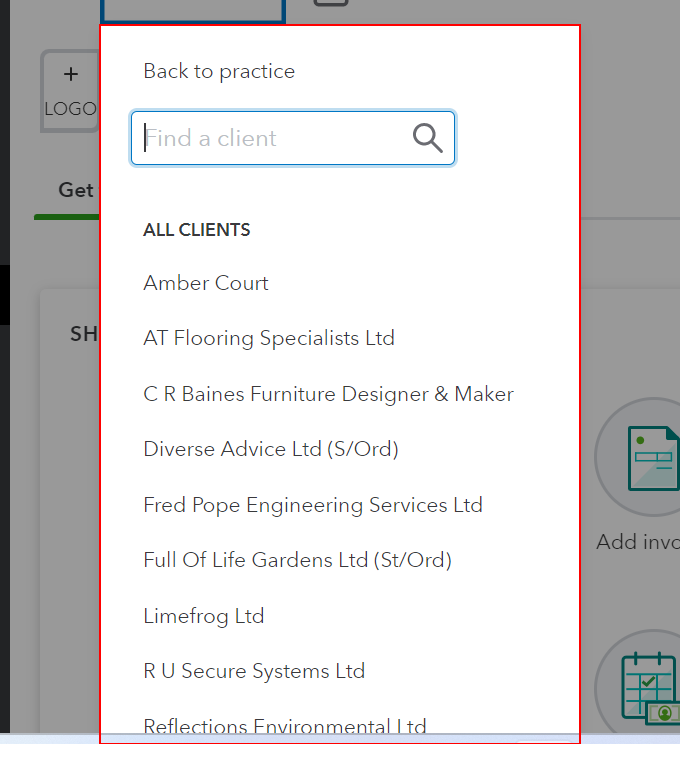 Back to practice
+
LOGO
Find a client
Get
ALL CLIENTS
Amber Court
SH
AT Flooring Specialists Ltd
C R Baines Furniture Designer & Maker
Diverse Advice Ltd (S/Ord)
Fred Pope Engineering Services Ltd
Add invo
Full Of Life Gardens Ltd (St/Ord)
Limefrog Ltd
R U Secure Systems Ltd
Reflections Environmental Ltd